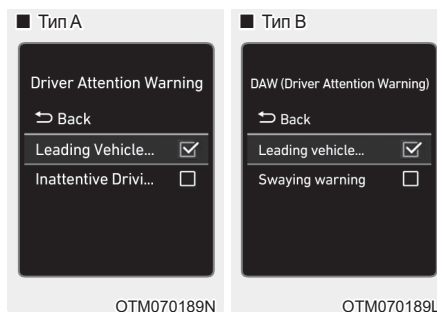 ■ Тип A
Driver Attention Warning
Back
Leading Vehicle...
Inattentive Drivi...
OTM070189N
■ Тип B
DAW (Driver Attention Warning)
Back
Leading vehicle...
Swaying warning
OTM070189L